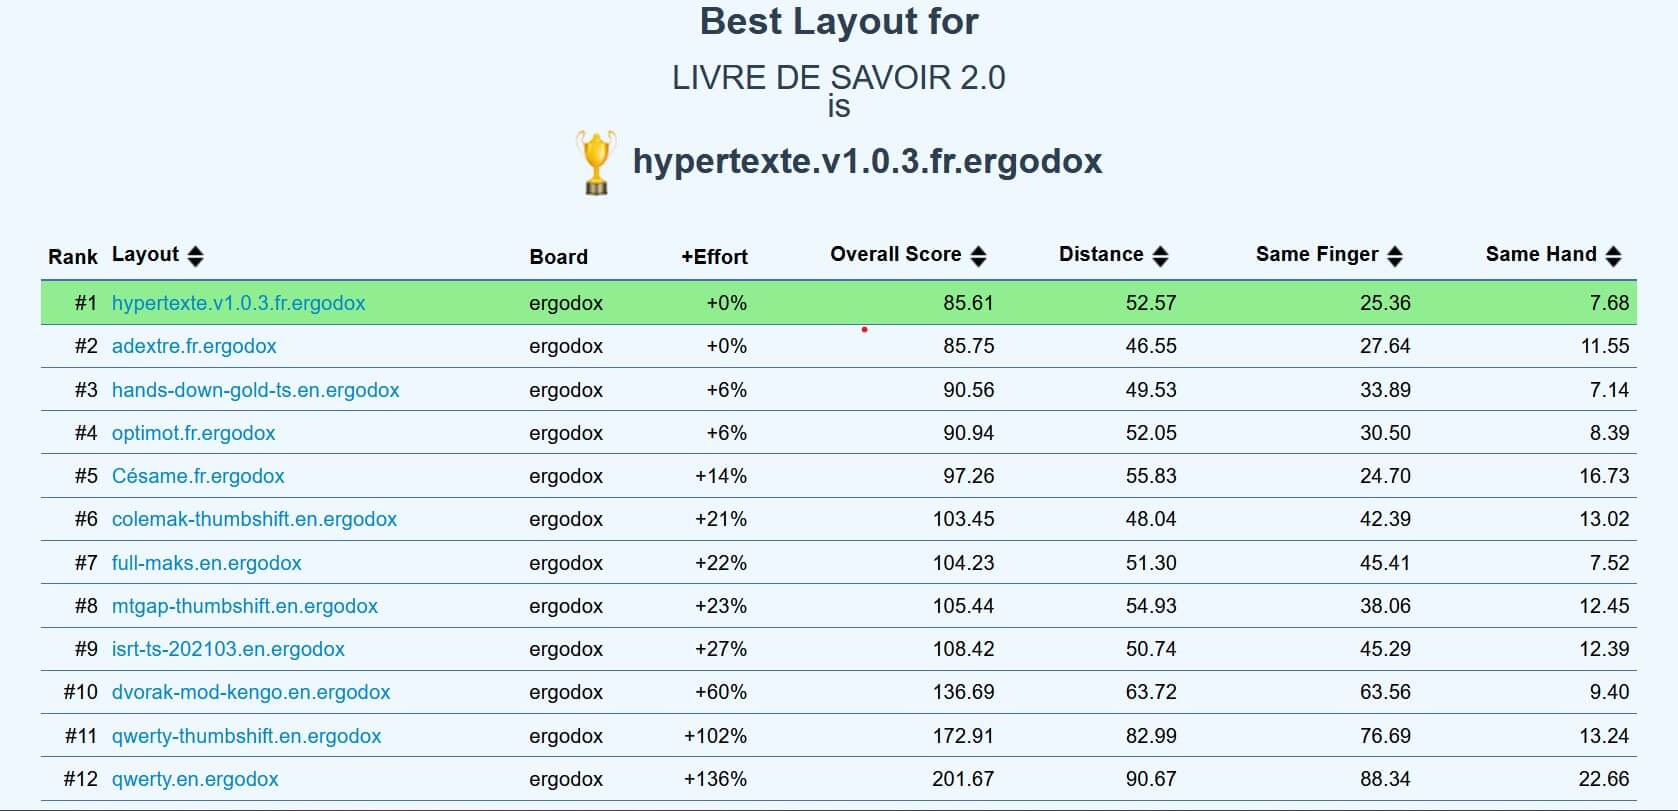 Best Layout for
LIVRE DE SAVOIR 2.0
is
hypertexte.v1.0.3.fr.ergodox
Rank Layout Board +Effort Overall Score Distance Same Finger Same Hand
#1 hypertexte.v1.0.3.fr.ergodox ergodox +0% 85.61 52.57 25.36 7.68
#2 adextre.fr.ergodox ergodox +0% 85.75 46.55 27.64 11.55
#3 hands-down-gold-ts.en.ergodox ergodox +6% 90.56 49.53 33.89 7.14
#4 optimot.fr.ergodox ergodox +6% 90.94 52.05 30.50 8.39
#5 Césame.fr.ergodox ergodox +14% 97.26 55.83 24.70 16.73
#6 colemak-thumbshift.en.ergodox ergodox +21% 103.45 48.04 42.39 13.02
#7 full-maks.en.ergodox ergodox +22% 104.23 51.30 45.41 7.52
#8 mtgap-thumbshift.en.ergodox ergodox +23% 105.44 54.93 38.06 12.45
#9 isrt-ts-202103.en.ergodox ergodox +27% 108.42 50.74 45.29 12.39
#10 dvorak-mod-kengo.en.ergodox ergodox +60% 136.69 63.72 63.56 9.40
#11 qwerty-thumbshift.en.ergodox ergodox +102% 172.91 82.99 76.69 13.24
#12 qwerty.en.ergodox ergodox +136% 201.67 90.67 88.34 22.66